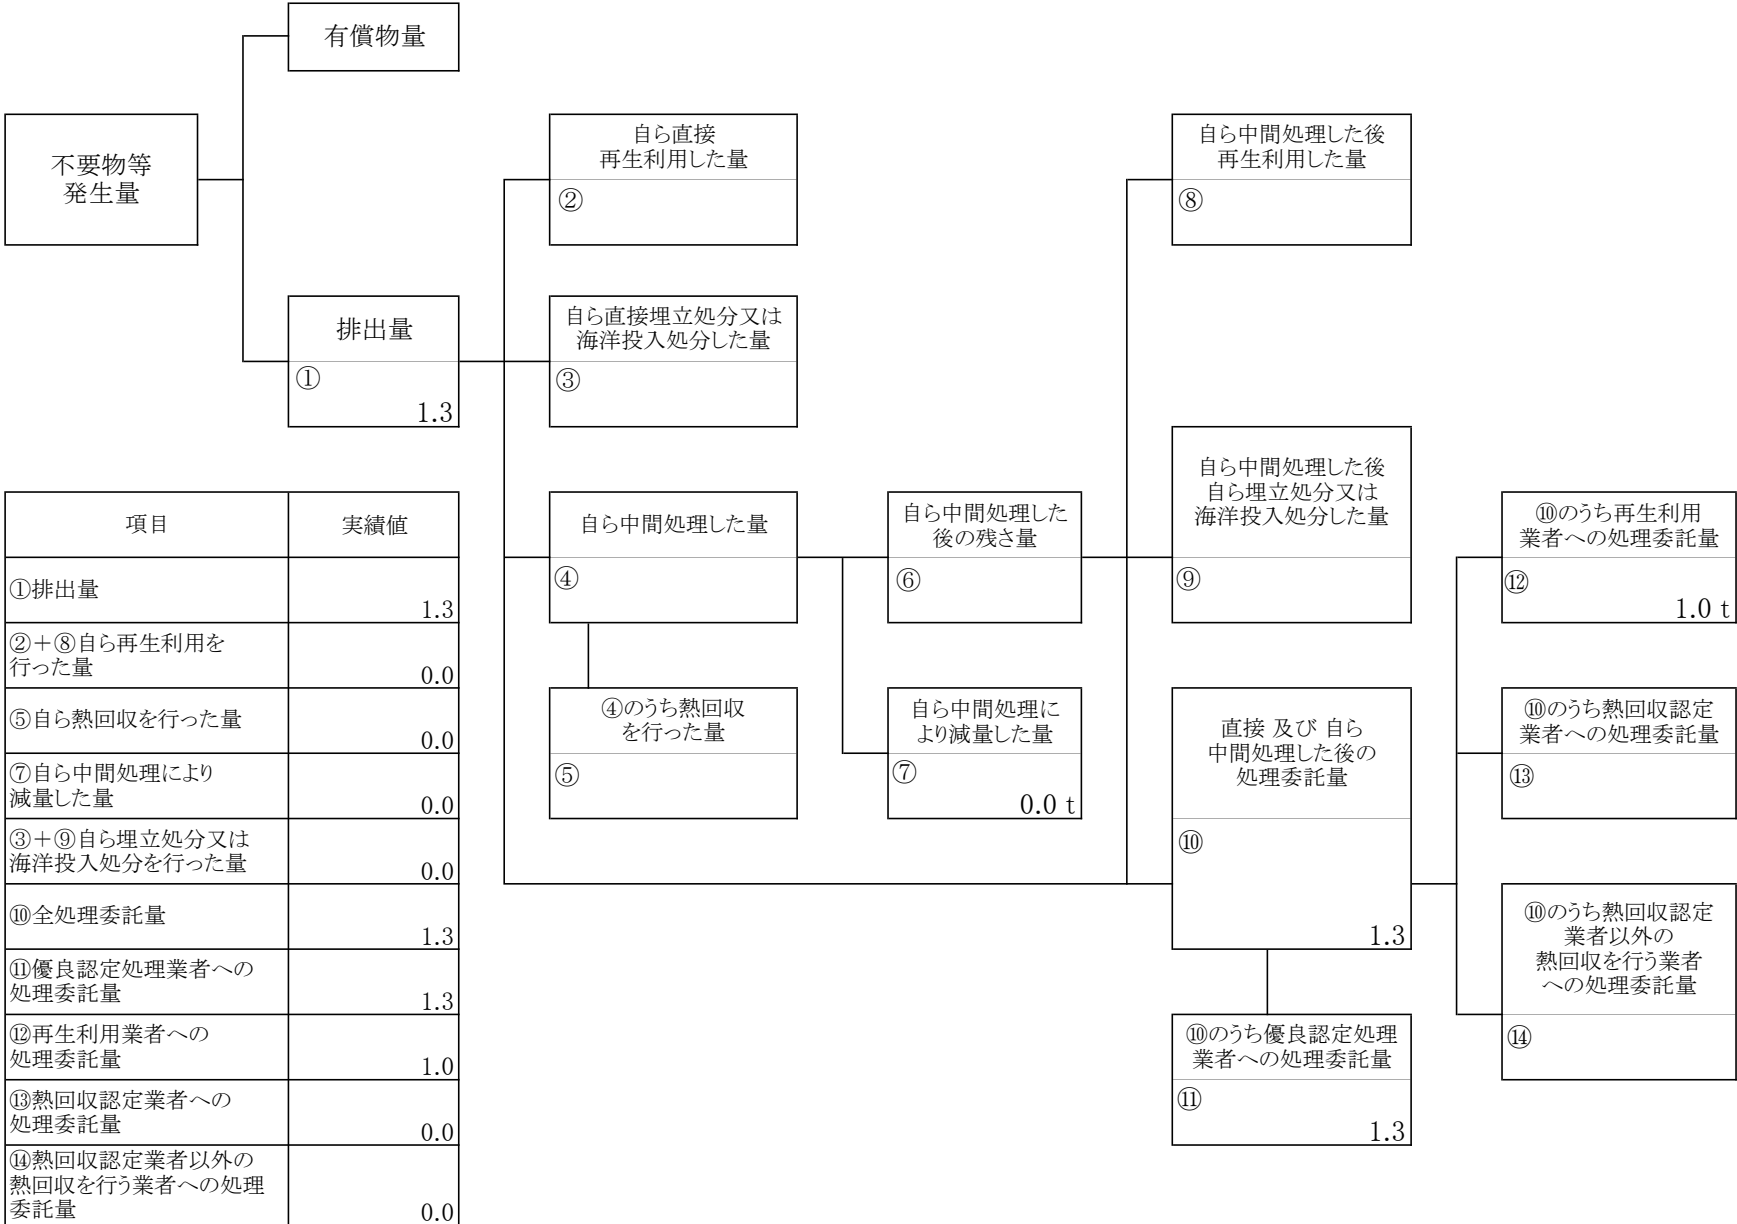 有償物量
不要物等
発生量
自ら直接
再生利用した量
②
自ら中間処理した後
再生利用した量
⑧
排出量
①
1.3
自ら直接埋立処分又は
海洋投入処分した量
③
自ら中間処理した量
④
自ら中間処理した
後の残さ量
⑥
自ら中間処理した後
自ら埋立処分又は
海洋投入処分した量
⑨
⑩のうち再生利用
業者への処理委託量
⑫
1.0 t
④のうち熱回収
を行った量
⑤
自ら中間処理に
より減量した量
⑦
0.0 t
直接 及び 自ら
中間処理した後の
処理委託量
⑩
1.3
⑩のうち熱回収認定
業者への処理委託量
⑬
⑩のうち熱回収認定
業者以外の
熱回収を行う業者
への処理委託量
⑭
⑩のうち優良認定処理
業者への処理委託量
⑪
1.3
項目 実績値
①排出量
1.3
②＋⑧自ら再生利用を
行った量
0.0
⑤自ら熱回収を行った量
0.0
⑦自ら中間処理により
減量した量
0.0
③＋⑨自ら埋立処分又は
海洋投入処分を行った量
0.0
⑩全処理委託量
1.3
⑪優良認定処理業者への
処理委託量
1.3
⑫再生利用業者への
処理委託量
1.0
⑬熱回収認定業者への
処理委託量
0.0
⑭熱回収認定業者以外の
熱回収を行う業者への処理
委託量
0.0